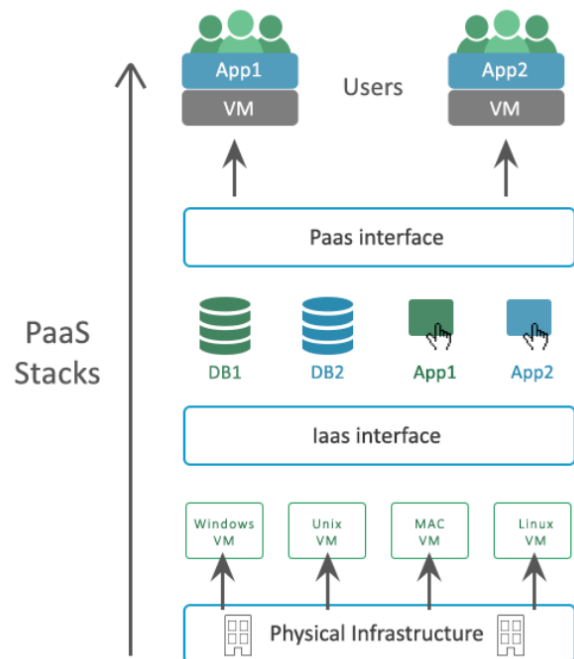 App1
VM
Users
App2
VM
Paas interface
PaaS
Stacks
DB1
DB2
App1
App2
Iaas interface
Windows
VM
Unix
VM
MAC
VM
Linux
VM
Physical Infrastructure